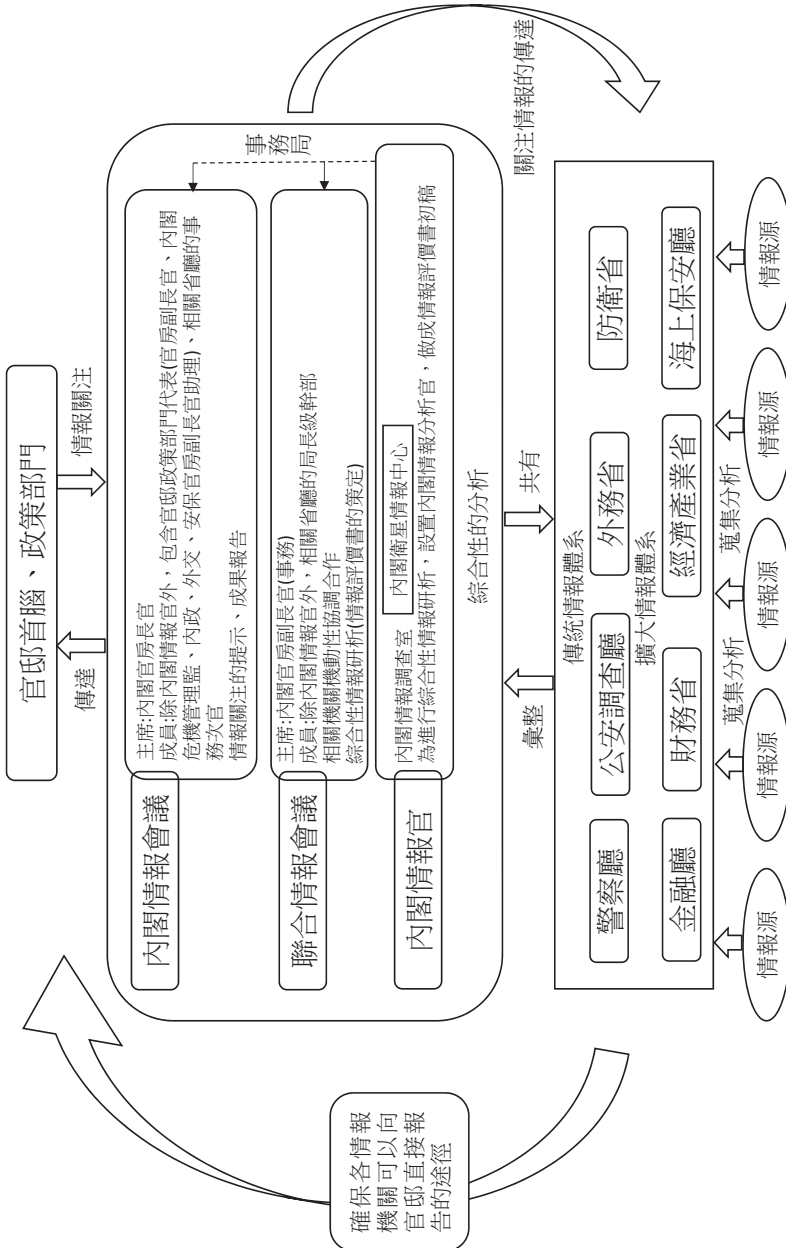 官邸首腦、政策部門
傳達
情報關注
內閣情報會議
主席:內閣官房長官
成員:除內閣情報官外，包含官邸政策部門代表(官房副長官、內閣
危機管理監、內政、外交、安保官房副長官助理)、相關省廳的事
務次官
情報關注的提示、成果報告
聯合情報會議
主席:內閣官房副長官(事務)
成員:除內閣情報官外，相關省廳的局長級幹部
相關機關機動性協調合作
綜合性情報研析(情報評價書的策定)
內閣情報官
內閣情報調查室
內閣衛星情報中心
為進行綜合性情報研析，設置內閣情報分析官，做成情報評價書初稿
事務局
綜合性的分析
彙整
共有
關注情報的傳達
傳統情報體系
警察廳
公安調查廳
外務省
防衛省
擴大情報體系
金融廳
財務省
經濟產業省
海上保安廳
蒐集分析
蒐集分析
情報源
情報源
情報源
情報源
情報源
確保各情報
機關可以向
官邸直接報
告的途徑